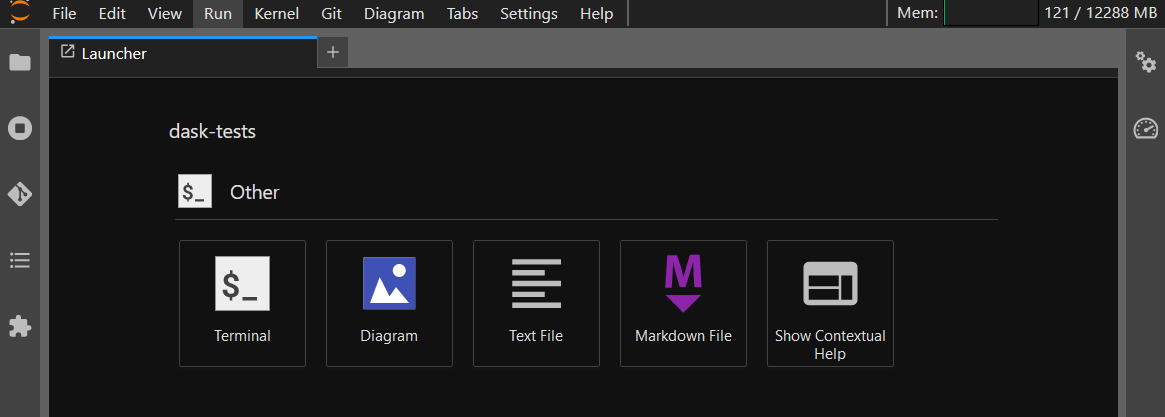 File Edit View Run Kernel Git Diagram Tabs Settings Help Mem: 121 / 12288 MB
Launcher
dask-tests
$_ Other
$_
M
Terminal Diagram Text File Markdown File Show Contextual
Help